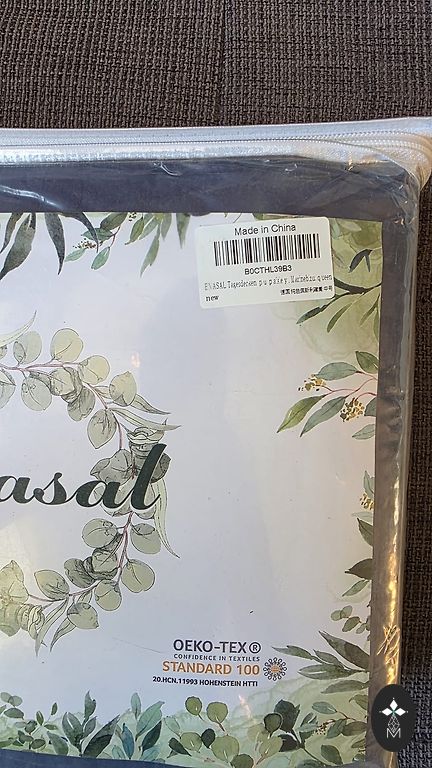 Made in China
B0CTHL39B3
new
asal
OEKO-TEX®
CONFIDENCE IN TEXTILES
STANDARD 100
20.HCN.11993 HOHENSTEIN HTTI
M